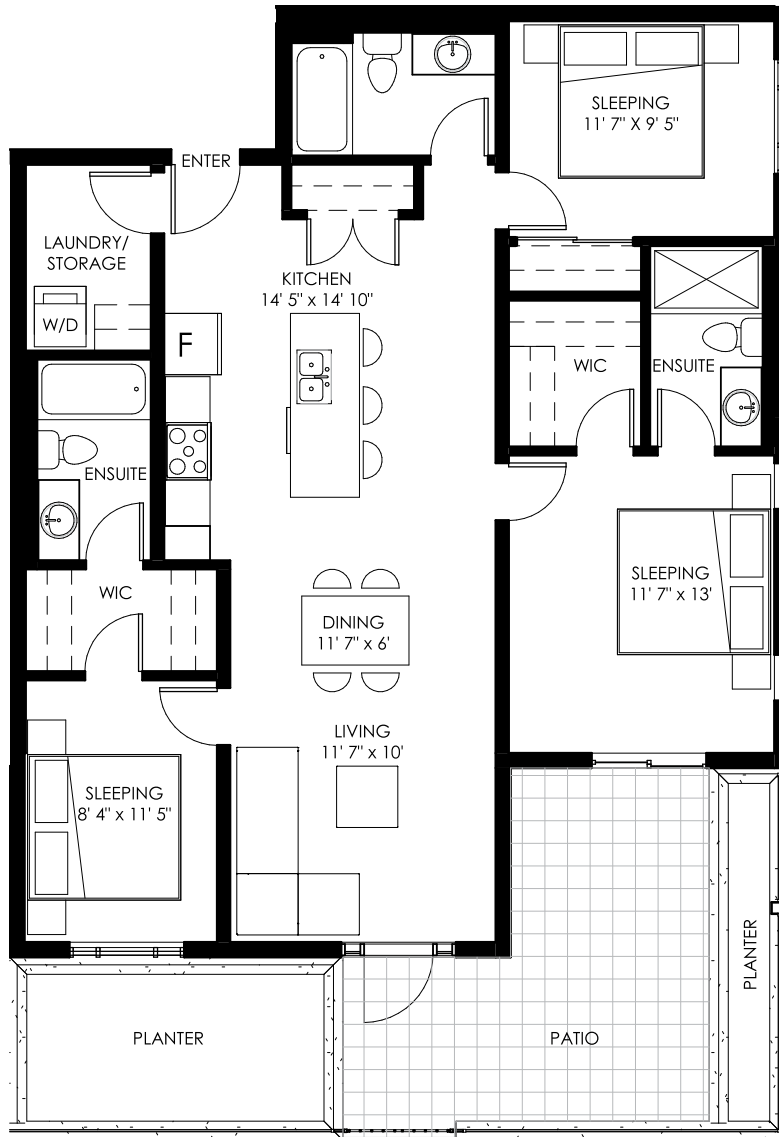 SLEEPING
11' 7" X 9' 5"
ENTER
LAUNDRY/
STORAGE
W/D
KITCHEN
14' 5" x 14' 10"
F
WIC
ENSUITE
ENSUITE
WIC
SLEEPING
11' 7" x 13'
DINING
11' 7" x 6'
LIVING
11' 7" x 10'
SLEEPING
8' 4" x 11' 5"
PLANTER
PLANTER
PATIO